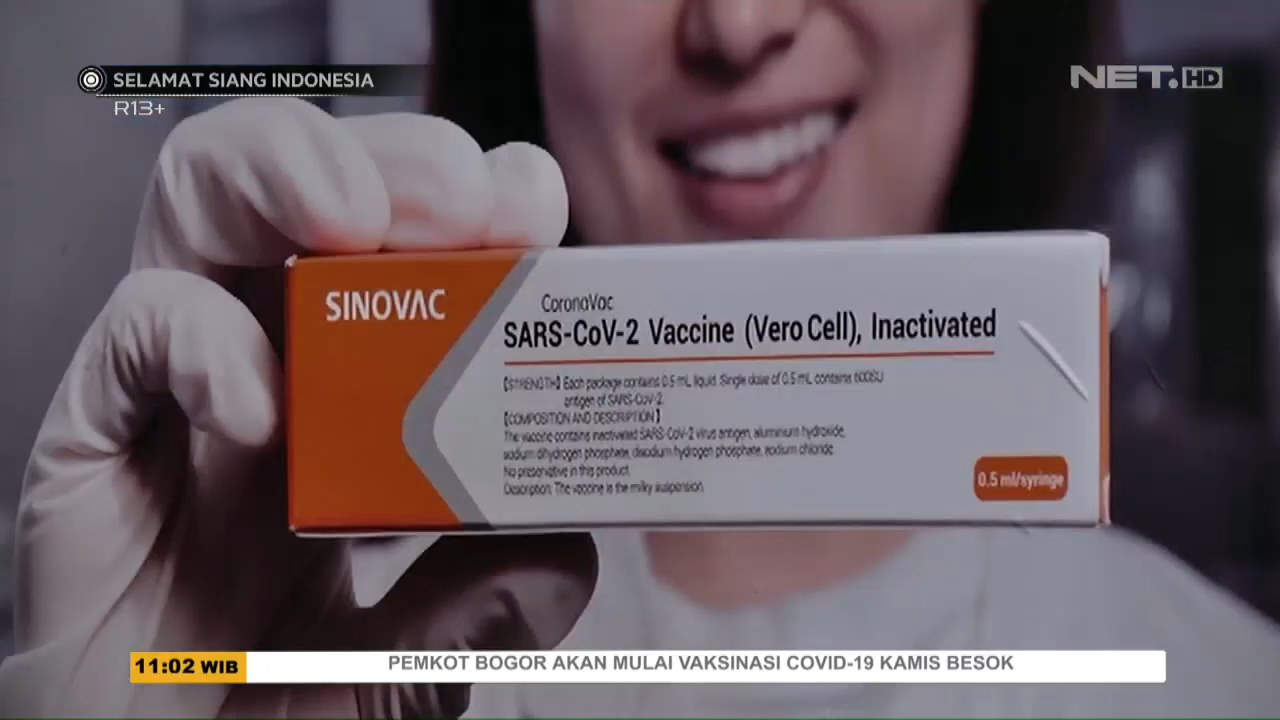 SELAMAT SIANG INDONESIA
R13+
NET. HD
SINOVAC
CoronaVac
SARS-CoV-2 Vaccine (Vero Cell), Inactivated
【STRENGTH】 Each package contains 0.5 mL liquid. Single dose of 0.5 mL contains 600SU
antigen of SARS-CoV-2.
【COMPOSITION AND DESCRIPTION】
The vaccine contains inactivated SARS-CoV-2 virus antigen, aluminium hydroxide,
sodium dihydrogen phosphate, disodium hydrogen phosphate, sodium chloride.
No preservative in this product.
Description: The vaccine is the milky suspension.
0.5 ml/syringe
11:02 WIB
PEMKOT BOGOR AKAN MULAI VAKSINASI COVID-19 KAMIS BESOK